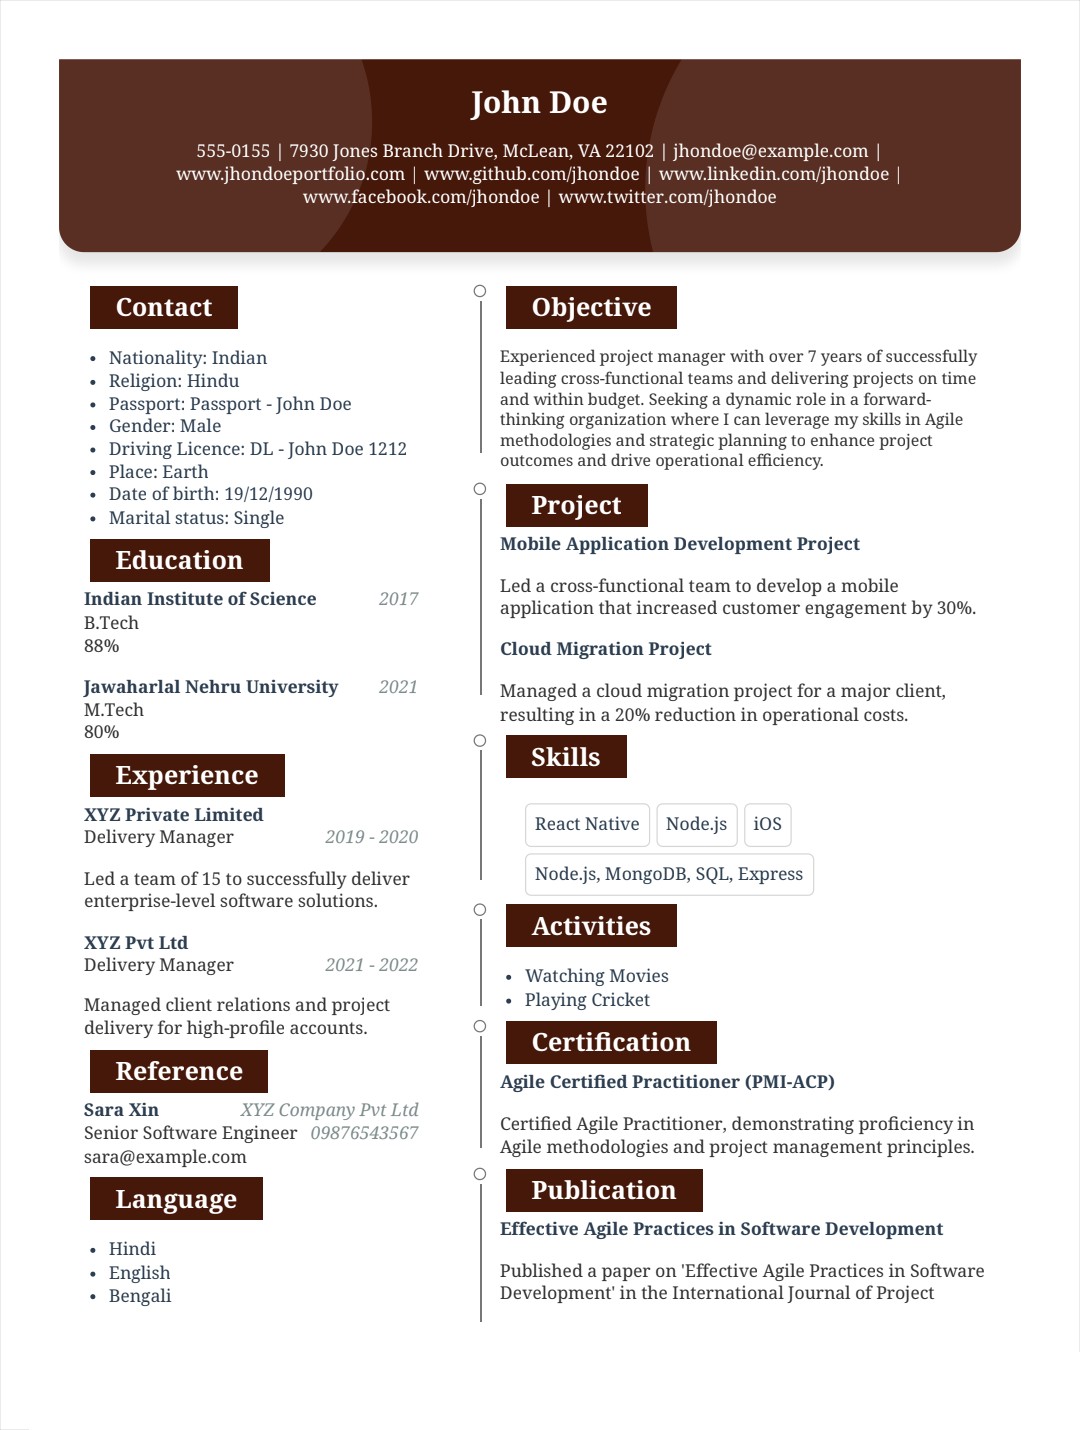 John Doe
555-0155 | 7930 Jones Branch Drive, McLean, VA 22102 | jhondoe@example.com |
www.jhondoeportfolio.com | www.github.com/jhondoe | www.linkedin.com/jhondoe |
www.facebook.com/jhondoe | www.twitter.com/jhondoe
Contact
• Nationality: Indian
• Religion: Hindu
• Passport: Passport - John Doe
• Gender: Male
• Driving Licence: DL - John Doe 1212
• Place: Earth
• Date of birth: 19/12/1990
• Marital status: Single
Education
Indian Institute of Science 2017
B.Tech
88%
Jawaharlal Nehru University 2021
M.Tech
80%
Experience
XYZ Private Limited
Delivery Manager 2019 - 2020
Led a team of 15 to successfully deliver
enterprise-level software solutions.
XYZ Pvt Ltd
Delivery Manager 2021 - 2022
Managed client relations and project
delivery for high-profile accounts.
Reference
Sara Xin XYZ Company Pvt Ltd
Senior Software Engineer 09876543567
sara@example.com
Language
• Hindi
• English
• Bengali
Objective
Experienced project manager with over 7 years of successfully
leading cross-functional teams and delivering projects on time
and within budget. Seeking a dynamic role in a forward-
thinking organization where I can leverage my skills in Agile
methodologies and strategic planning to enhance project
outcomes and drive operational efficiency.
Project
Mobile Application Development Project
Led a cross-functional team to develop a mobile
application that increased customer engagement by 30%.
Cloud Migration Project
Managed a cloud migration project for a major client,
resulting in a 20% reduction in operational costs.
Skills
React Native Node.js iOS
Node.js, MongoDB, SQL, Express
Activities
• Watching Movies
• Playing Cricket
Certification
Agile Certified Practitioner (PMI-ACP)
Certified Agile Practitioner, demonstrating proficiency in
Agile methodologies and project management principles.
Publication
Effective Agile Practices in Software Development
Published a paper on 'Effective Agile Practices in Software
Development' in the International Journal of Project